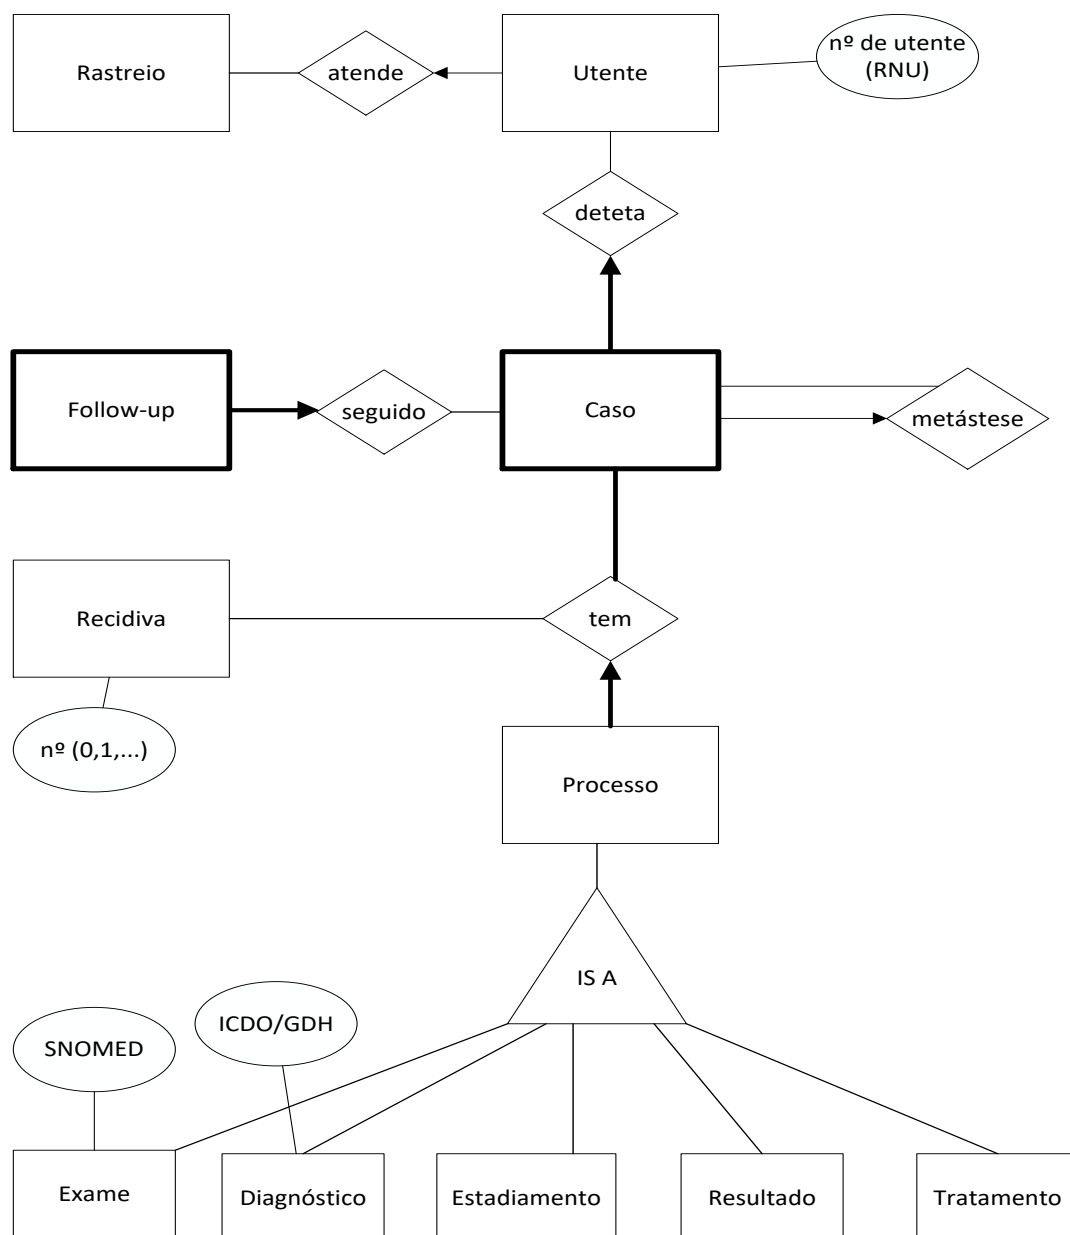 Rastreio
atende
Utente
nº de utente
(RNU)
deteta
Follow-up
seguido
Caso
metástese
Recidiva
tem
nº (0,1,...)
Processo
IS A
SNOMED
ICDO/GDH
Exame
Diagnóstico
Estadiamento
Resultado
Tratamento